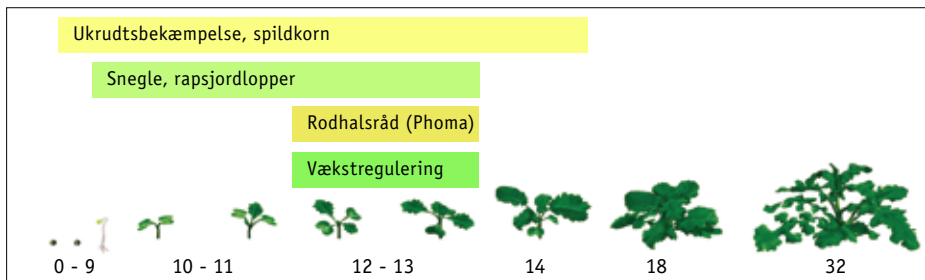 Ukrudtsbekæmpelse, spildkorn
Snegle, rapsjordlopper
Rodhalsråd (Phoma)
Vækstregulering
0 - 9 10 - 11 12 - 13 14 18 32